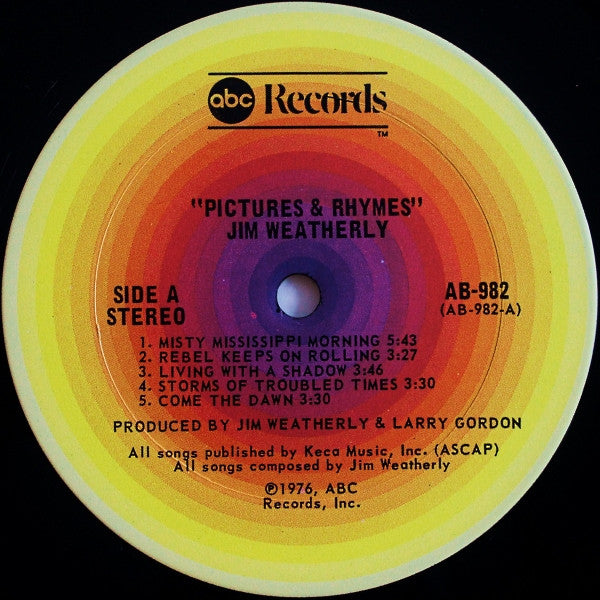 abc Records
TM
"PICTURES & RHYMES"
JIM WEATHERLY
SIDE A
STEREO
AB-982
(AB-982-A)
1. MISTY MISSISSIPPI MORNING 5:43
2. REBEL KEEPS ON ROLLING 3:27
3. LIVING WITH A SHADOW 3:46
4. STORMS OF TROUBLED TIMES 3:30
5. COME THE DAWN 3:30
PRODUCED BY JIM WEATHERLY & LARRY GORDON
All songs published by Keca Music, Inc. (ASCAP)
All songs composed by Jim Weatherly
℗1976, ABC
Records, Inc.